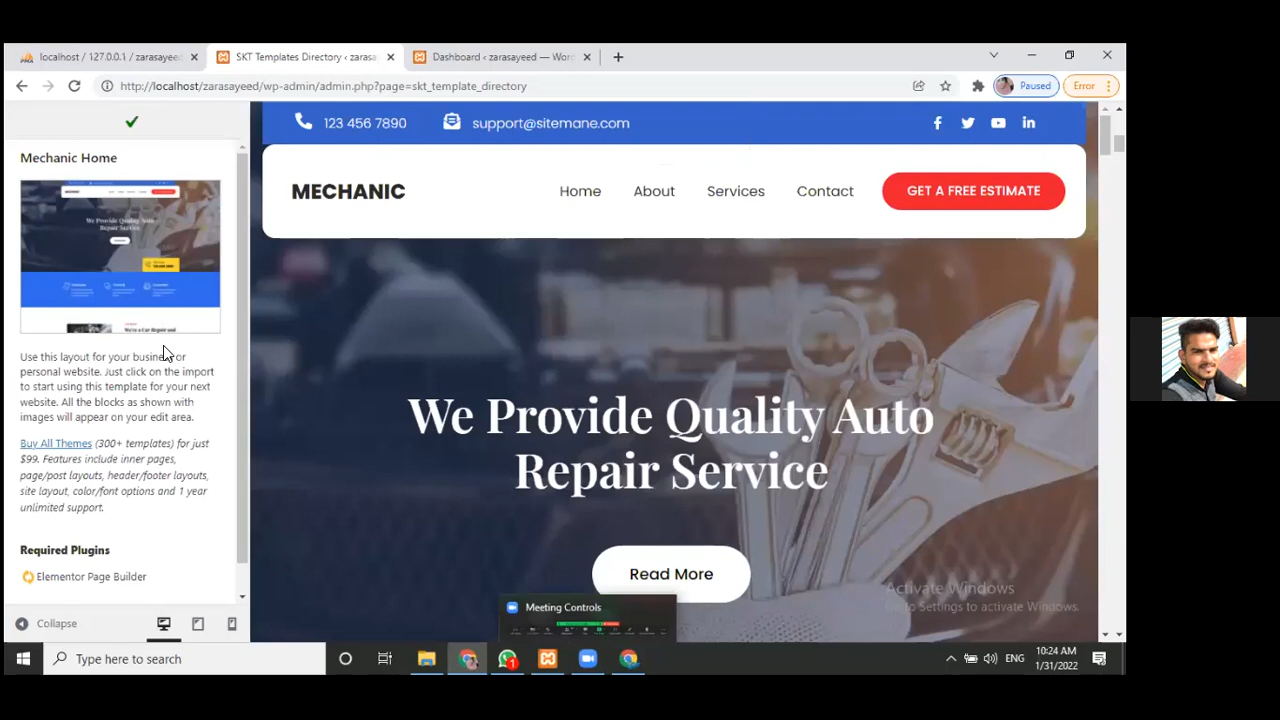 localhost / 127.0.0.1 / zarasayeed
SKT Templates Directory ‹ zarasa
Dashboard ‹ zarasayeed — Wor
http://localhost/zarasayeed/wp-admin/admin.php?page=skt_template_directory
Paused
Error
Mechanic Home
Use this layout for your business or
personal website. Just click on the import
to start using this template for your next
website. All the blocks as shown with
images will appear on your edit area.
Buy All Themes (300+ templates) for just
$99. Features include inner pages,
page/post layouts, header/footer layouts,
site layout, color/font options and 1 year
unlimited support.
Required Plugins
Elementor Page Builder
Collapse
123 456 7890
support@sitemane.com
MECHANIC
Home
About
Services
Contact
GET A FREE ESTIMATE
We Provide Quality Auto
Repair Service
Read More
Activate Windows
Go to Settings to activate Windows.
Meeting Controls
Type here to search
1
ENG
10:24 AM
1/31/2022